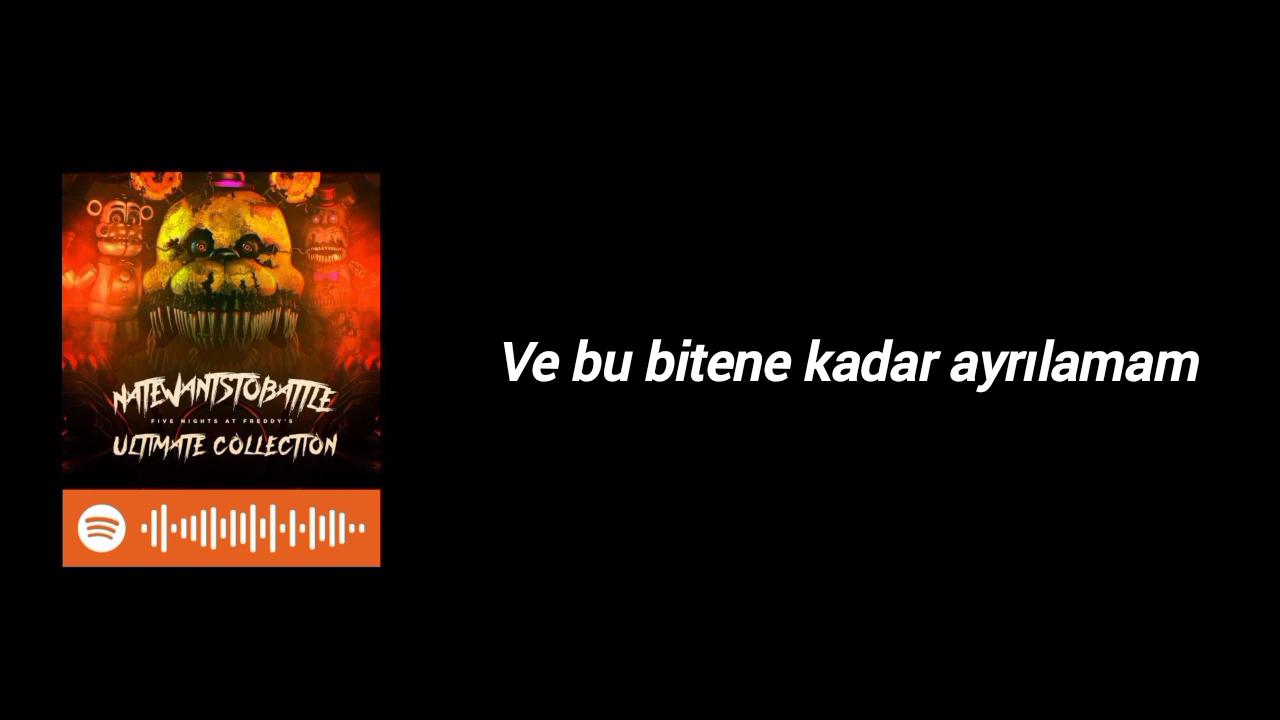 NATEWANTSTOBATTLE
FIVE NIGHTS AT FREDDY'S
ULTIMATE COLLECTION
Ve bu bitene kadar ayrılamam